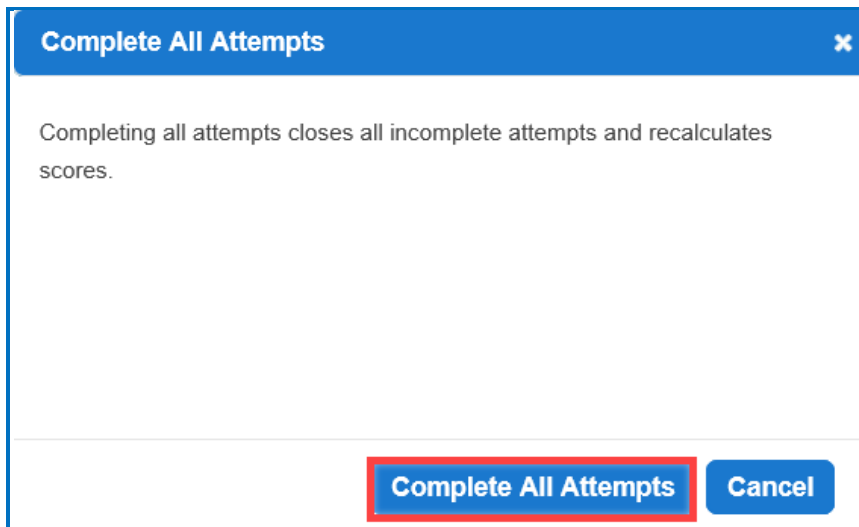 Complete All Attempts
Completing all attempts closes all incomplete attempts and recalculates
scores.
Complete All Attempts
Cancel